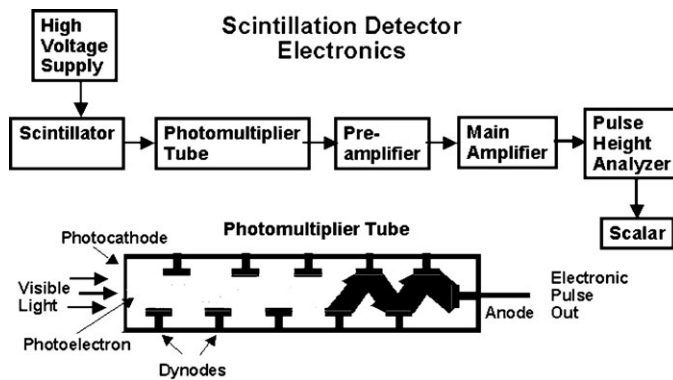 Scintillation Detector
Electronics
High
Voltage
Supply
Scintillator
Photomultiplier
Tube
Pre-
amplifier
Main
Amplifier
Pulse
Height
Analyzer
Scalar
Photomultiplier Tube
Photocathode
Visible
Light
Photoelectron
Dynodes
Anode
Electronic
Pulse
Out